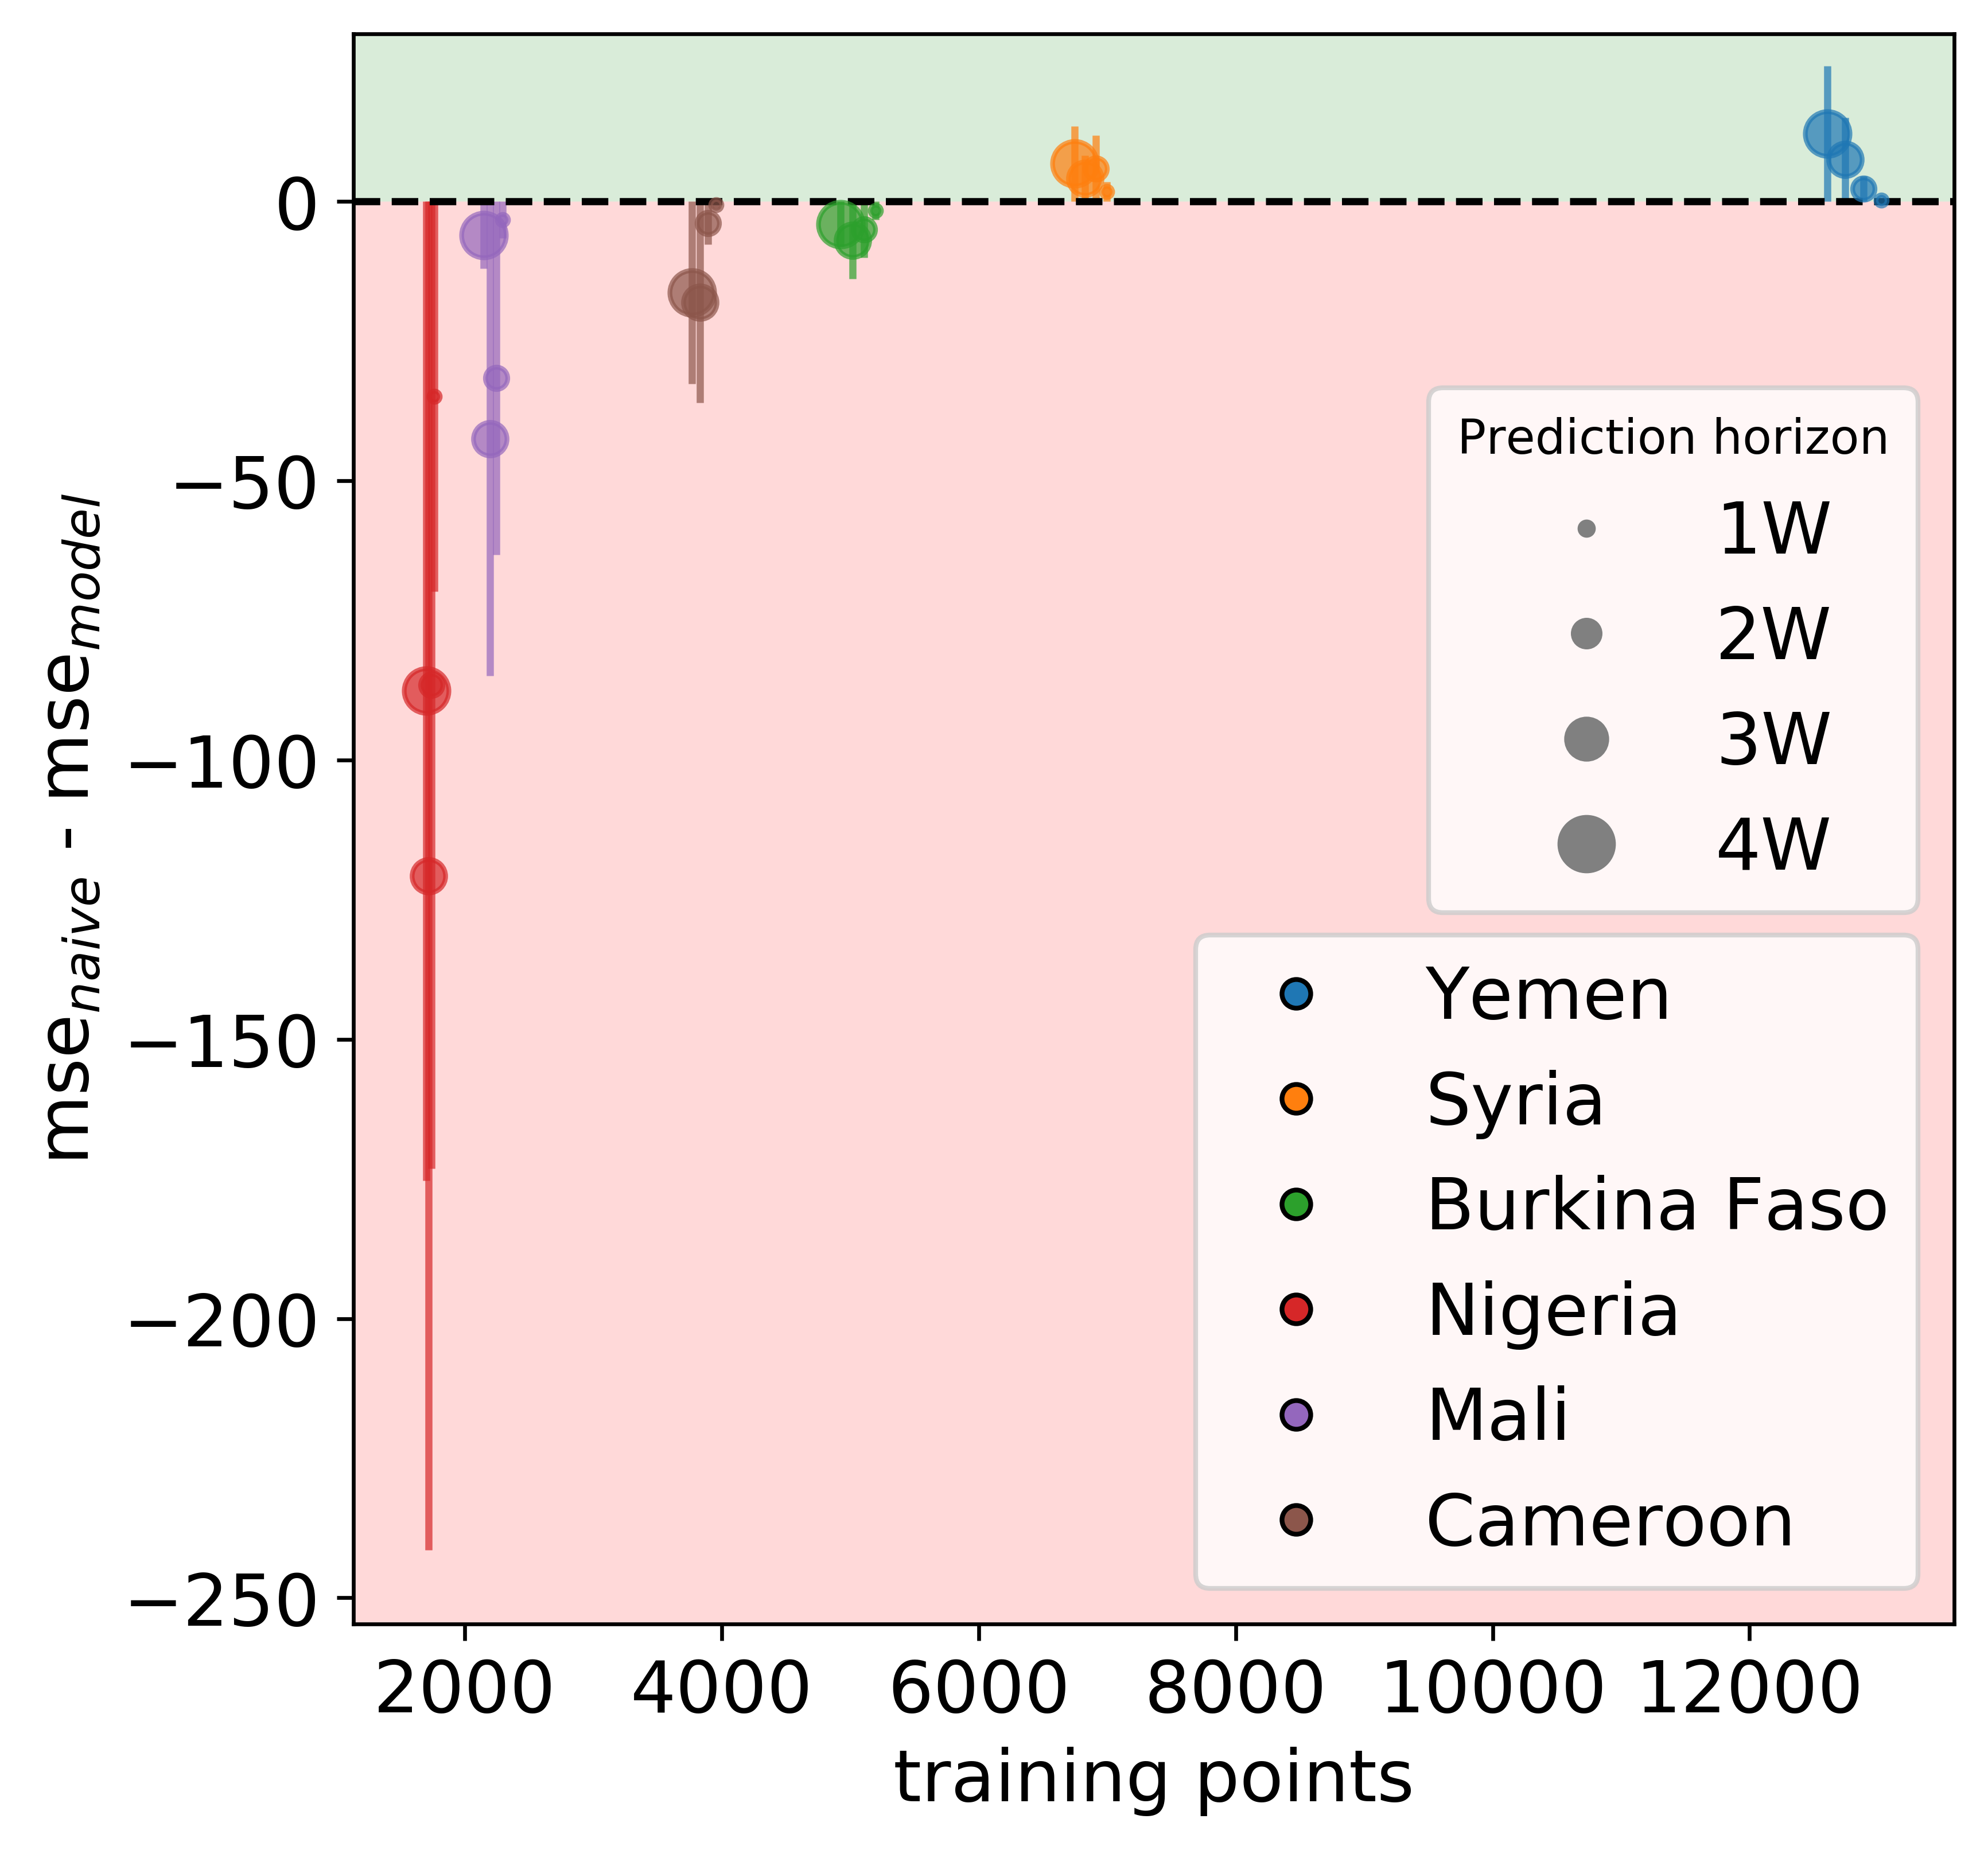 0
−50
−100
−150
−200
−250
mse_naive - mse_model
2000 4000 6000 8000 10000 12000
training points
Prediction horizon
1W
2W
3W
4W
Yemen
Syria
Burkina Faso
Nigeria
Mali
Cameroon